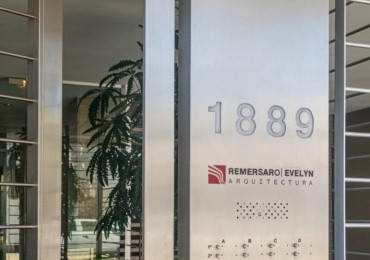 1889
REMERSARO|EVELYN
ARQUITECTURA
A B C D